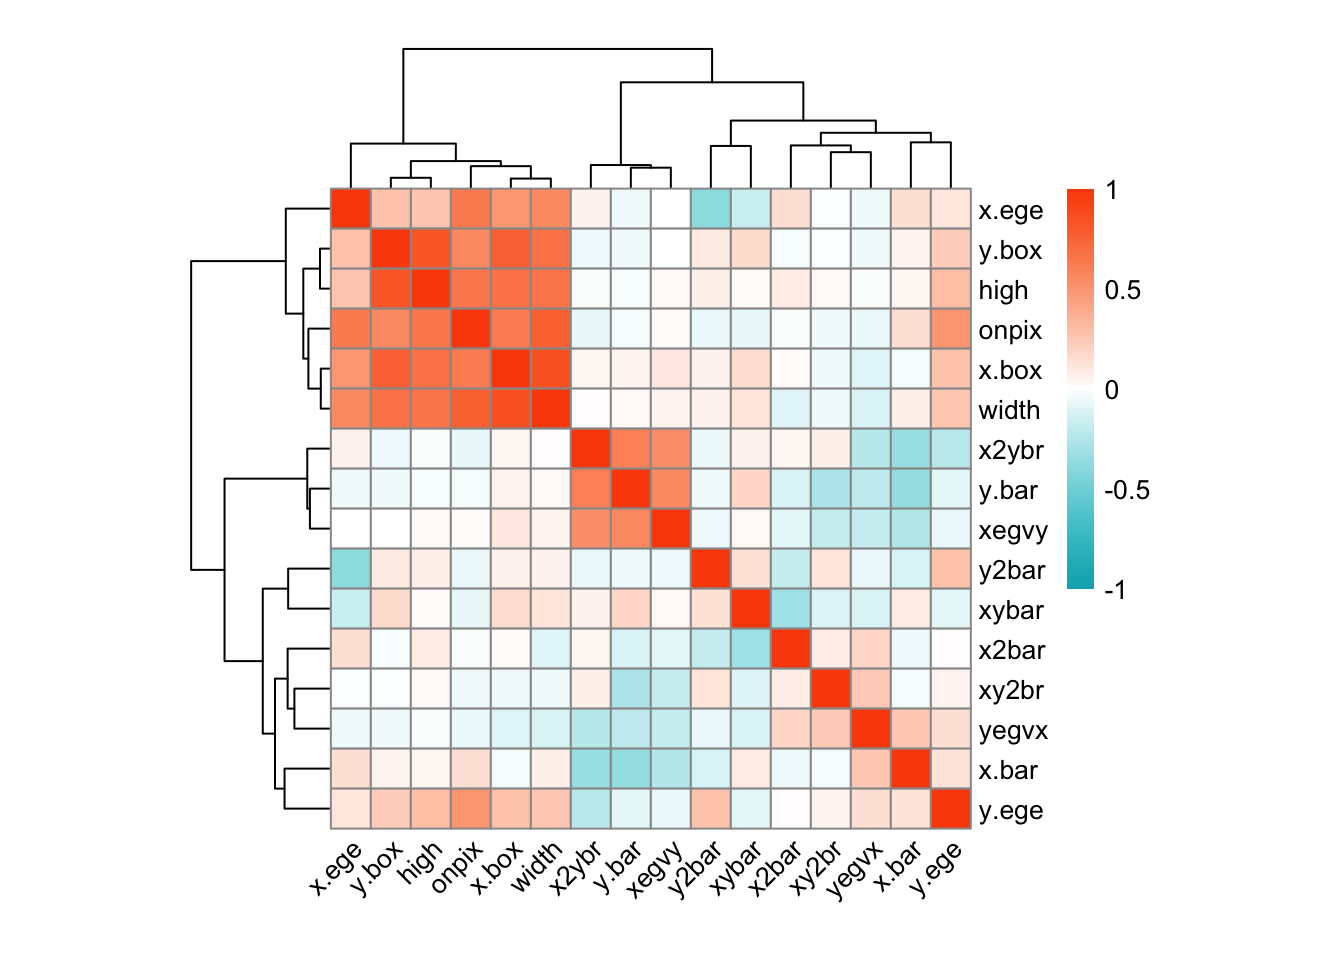 x.ege
y.box
high
onpix
x.box
width
x2ybr
y.bar
xegvy
y2bar
xybar
x2bar
xy2br
yegvx
x.bar
y.ege
1
0.5
0
-0.5
-1
x.ege
y.box
high
onpix
x.box
width
x2ybr
y.bar
xegvy
y2bar
xybar
x2bar
xy2br
yegvx
x.bar
y.ege